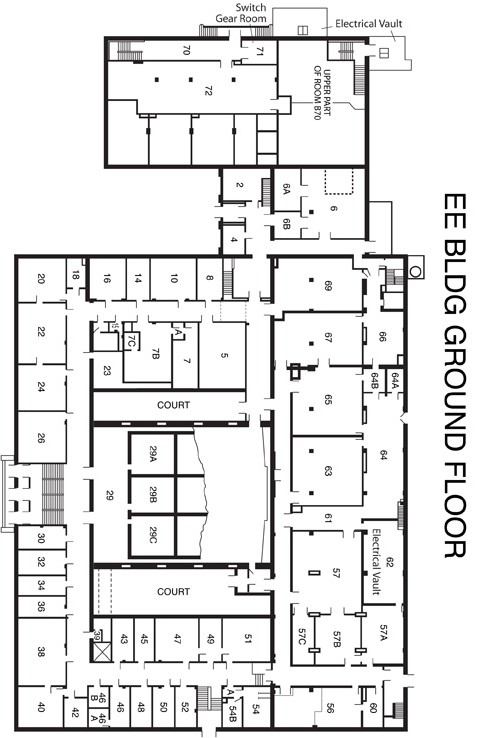 Switch
Gear Room
Electrical Vault
70
71
72
UPPER PART
OF ROOM B70
2
6A
6
6B
4
EE BLDG GROUND FLOOR
20
18
16
14
10
8
69
22
15
7C
7B
A
7
5
67
66
23
24
COURT
65
64B
64A
26
29A
29
29B
29C
63
64
61
30
32
34
36
COURT
57
Electrical Vault
62
38
39
43
45
47
49
51
57C
57B
57A
40
42
46
B
46
A
46
48
50
52
A
54B
54
56
60